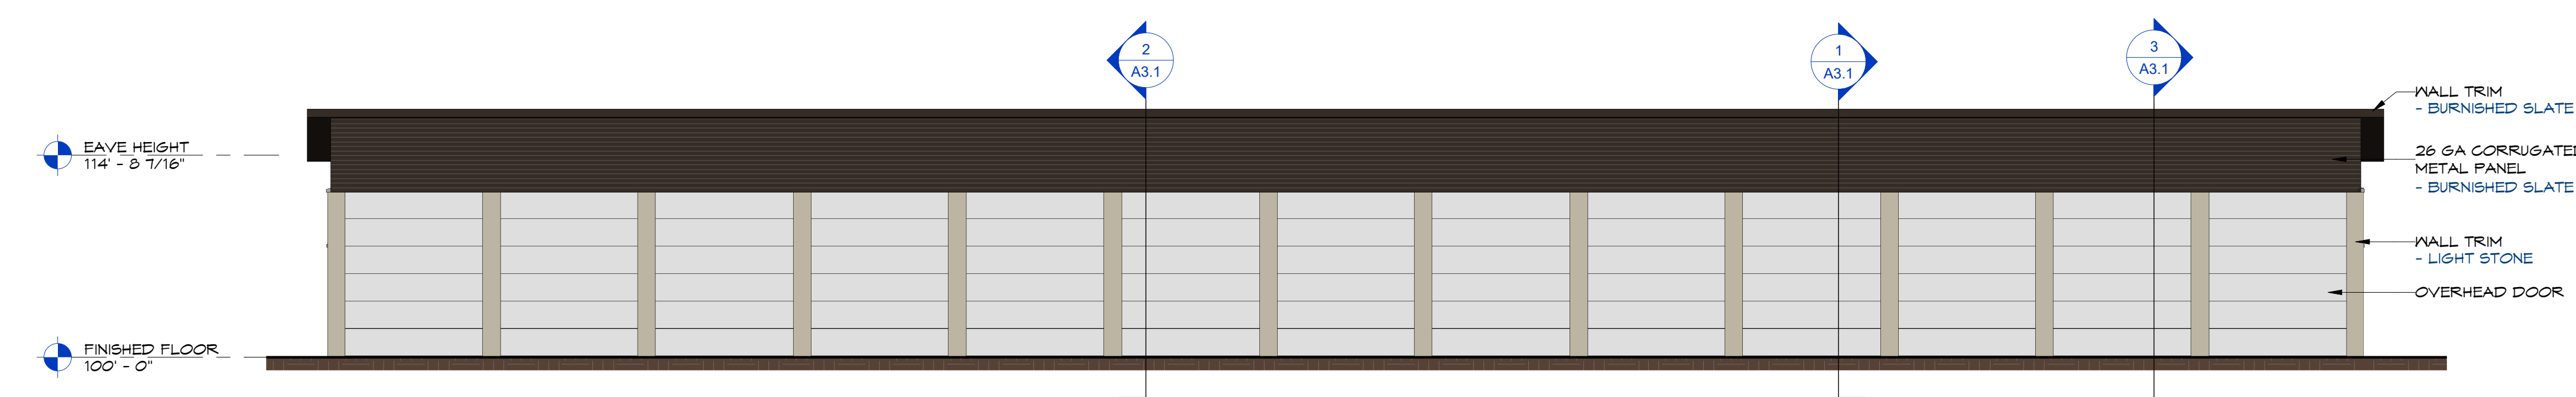 2
A3.1
1
A3.1
3
A3.1
EAVE HEIGHT
114' - 8 7/16"
FINISHED FLOOR
100' - 0"
WALL TRIM
- BURNISHED SLATE
26 GA CORRUGATED
METAL PANEL
- BURNISHED SLATE
WALL TRIM
- LIGHT STONE
OVERHEAD DOOR